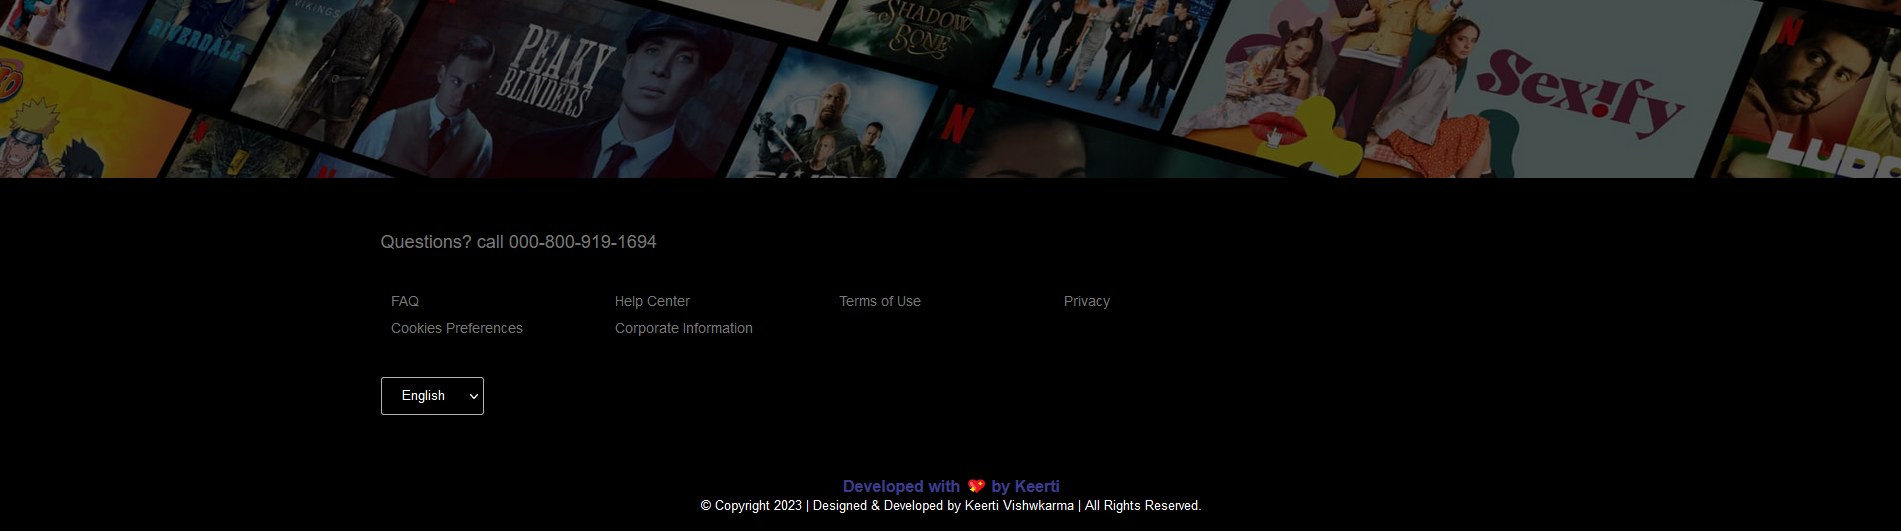 VIKINGS
RIVERDALE
PEAKY
BLINDERS
SHADOW
AND
BONE
Sex!fy
N
N
N
N
LUDO
Questions? call 000-800-919-1694
FAQ
Help Center
Terms of Use
Privacy
Cookies Preferences
Corporate Information
English
Developed with 💖 by Keerti
© Copyright 2023 | Designed & Developed by Keerti Vishwkarma | All Rights Reserved.